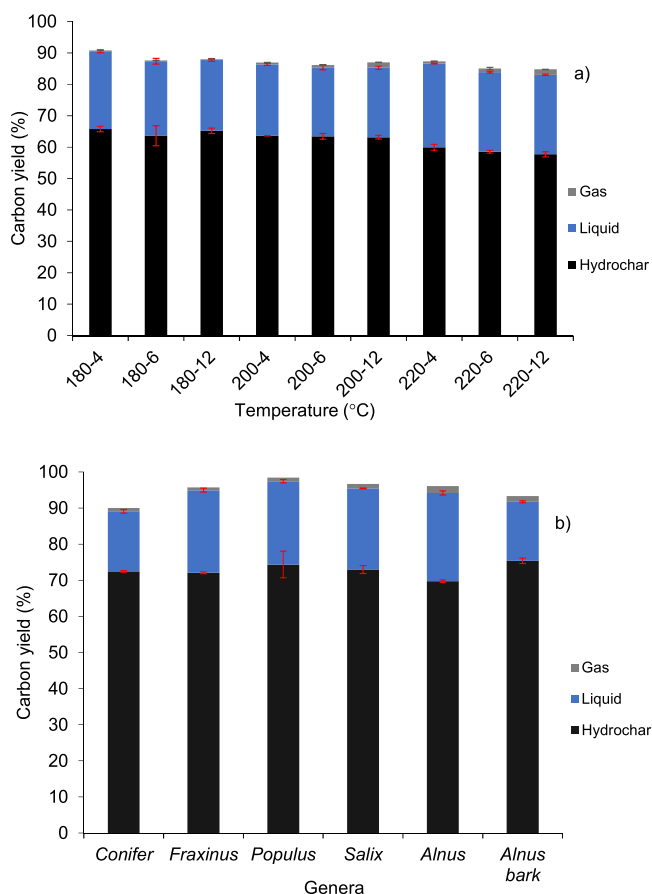 100
90
80
70
60
50
40
30
20
10
0
Carbon yield (%)
a)
Gas
Liquid
Hydrochar
180-4
180-6
180-12
200-4
200-6
200-12
220-4
220-6
220-12
Temperature (°C)
100
90
80
70
60
50
40
30
20
10
0
Carbon yield (%)
b)
Gas
Liquid
Hydrochar
Conifer
Fraxinus
Populus
Salix
Alnus
Alnus
bark
Genera